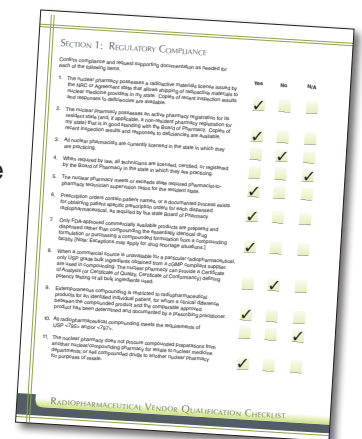 SECTION 1: REGULATORY COMPLIANCE
Confirm compliance and request supporting documentation as needed for
each of the following items.
Yes No N/A
1. The nuclear pharmacy possesses a radioactive materials license issued by
the NRC or Agreement state that allows shipping of radioactive materials to
nuclear medicine providers in my state. Copies of recent inspection results
and responses to deficiencies are available.
2. The nuclear pharmacy possesses an active pharmacy registration for its
resident state (and, if applicable, a non-resident pharmacy registration for
my state) that is in good standing with the Board of Pharmacy. Copies of
recent inspection results and responses to deficiencies are available.
3. All nuclear pharmacists are currently licensed in the state in which they
are practicing.
4. When required by law, all technicians are licensed, certified, or registered
by the Board of Pharmacy in the state in which they are practicing.
5. The nuclear pharmacy meets or exceeds state required pharmacist-to-
pharmacy technician supervision ratios for the resident state.
6. Prescription orders contain patient names, or a documented process exists
for obtaining patient specific prescription orders for each dispensed
radiopharmaceutical, as required by the state Board of Pharmacy.
7. Only FDA-approved commercially available products are prepared and
dispensed rather than compounding the essentially identical drug
formulation or purchasing a compounded formulation from a compounding
facility [Note: Exceptions may apply for drug shortage situations.]
8. When a commercial source is unavailable for a particular radiopharmaceutical,
only USP grade bulk ingredients obtained from a cGMP compliant supplier
are used in compounding. The nuclear pharmacy can provide a Certificate
of Analysis (or Certificate of Quality, Certificate of Conformity) defining
potency testing of all bulk ingredients used.
9. Extemporaneous compounding is restricted to radiopharmaceutical
products for an identified individual patient, for whom a clinical difference
between the compounded product and the comparable approved
product has been determined and documented by a prescribing practitioner.
10. All radiopharmaceutical compounding meets the requirements of
USP <795> and/or <797>.
11. The nuclear pharmacy does not procure compounded preparations from
another nuclear/compounding pharmacy for resale to nuclear medicine
departments; or sell compounded drugs to another nuclear pharmacy
for purposes of resale.
RADIOPHARMACEUTICAL VENDOR QUALIFICATION CHECKLIST